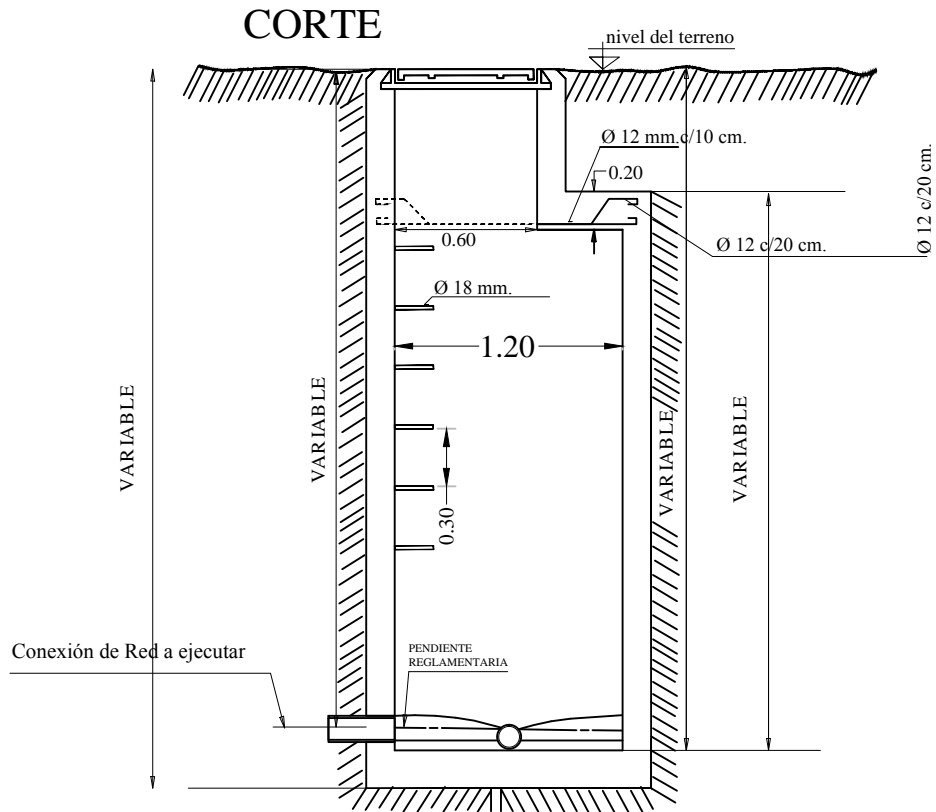 CORTE
nivel del terreno
Ø 12 mm.c/10 cm.
0.20
Ø 12 c/20 cm.
Ø 12 c/20 cm.
0.60
Ø 18 mm.
1.20
VARIABLE
VARIABLE
VARIABLE
VARIABLE
0.30
Conexión de Red a ejecutar
PENDIENTE
REGLAMENTARIA